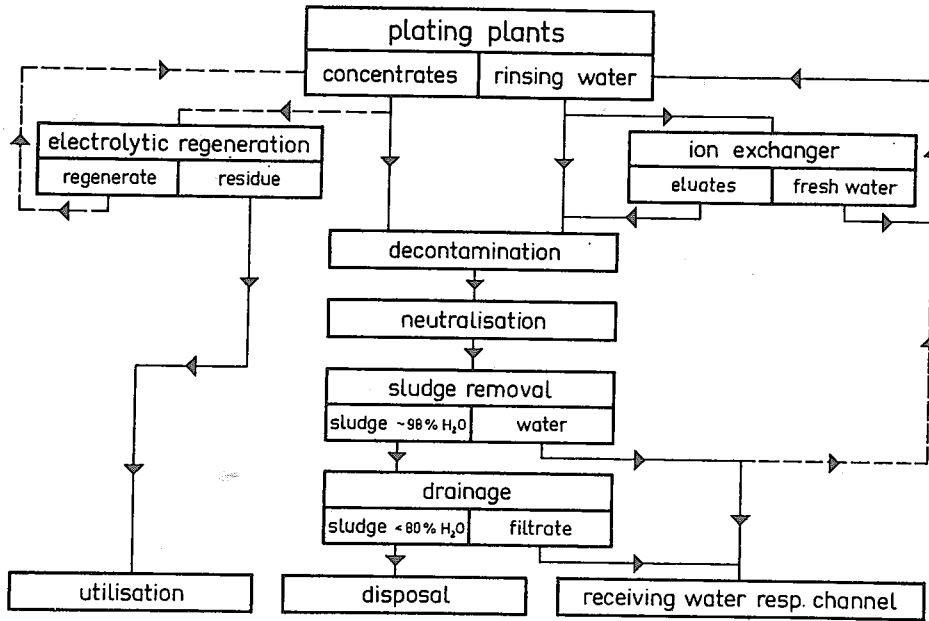 plating plants
concentrates rinsing water
electrolytic regeneration
regenerate residue
ion exchanger
eluates fresh water
decontamination
neutralisation
sludge removal
sludge ~98% H₂O water
drainage
sludge <80% H₂O filtrate
utilisation
disposal
receiving water resp. channel